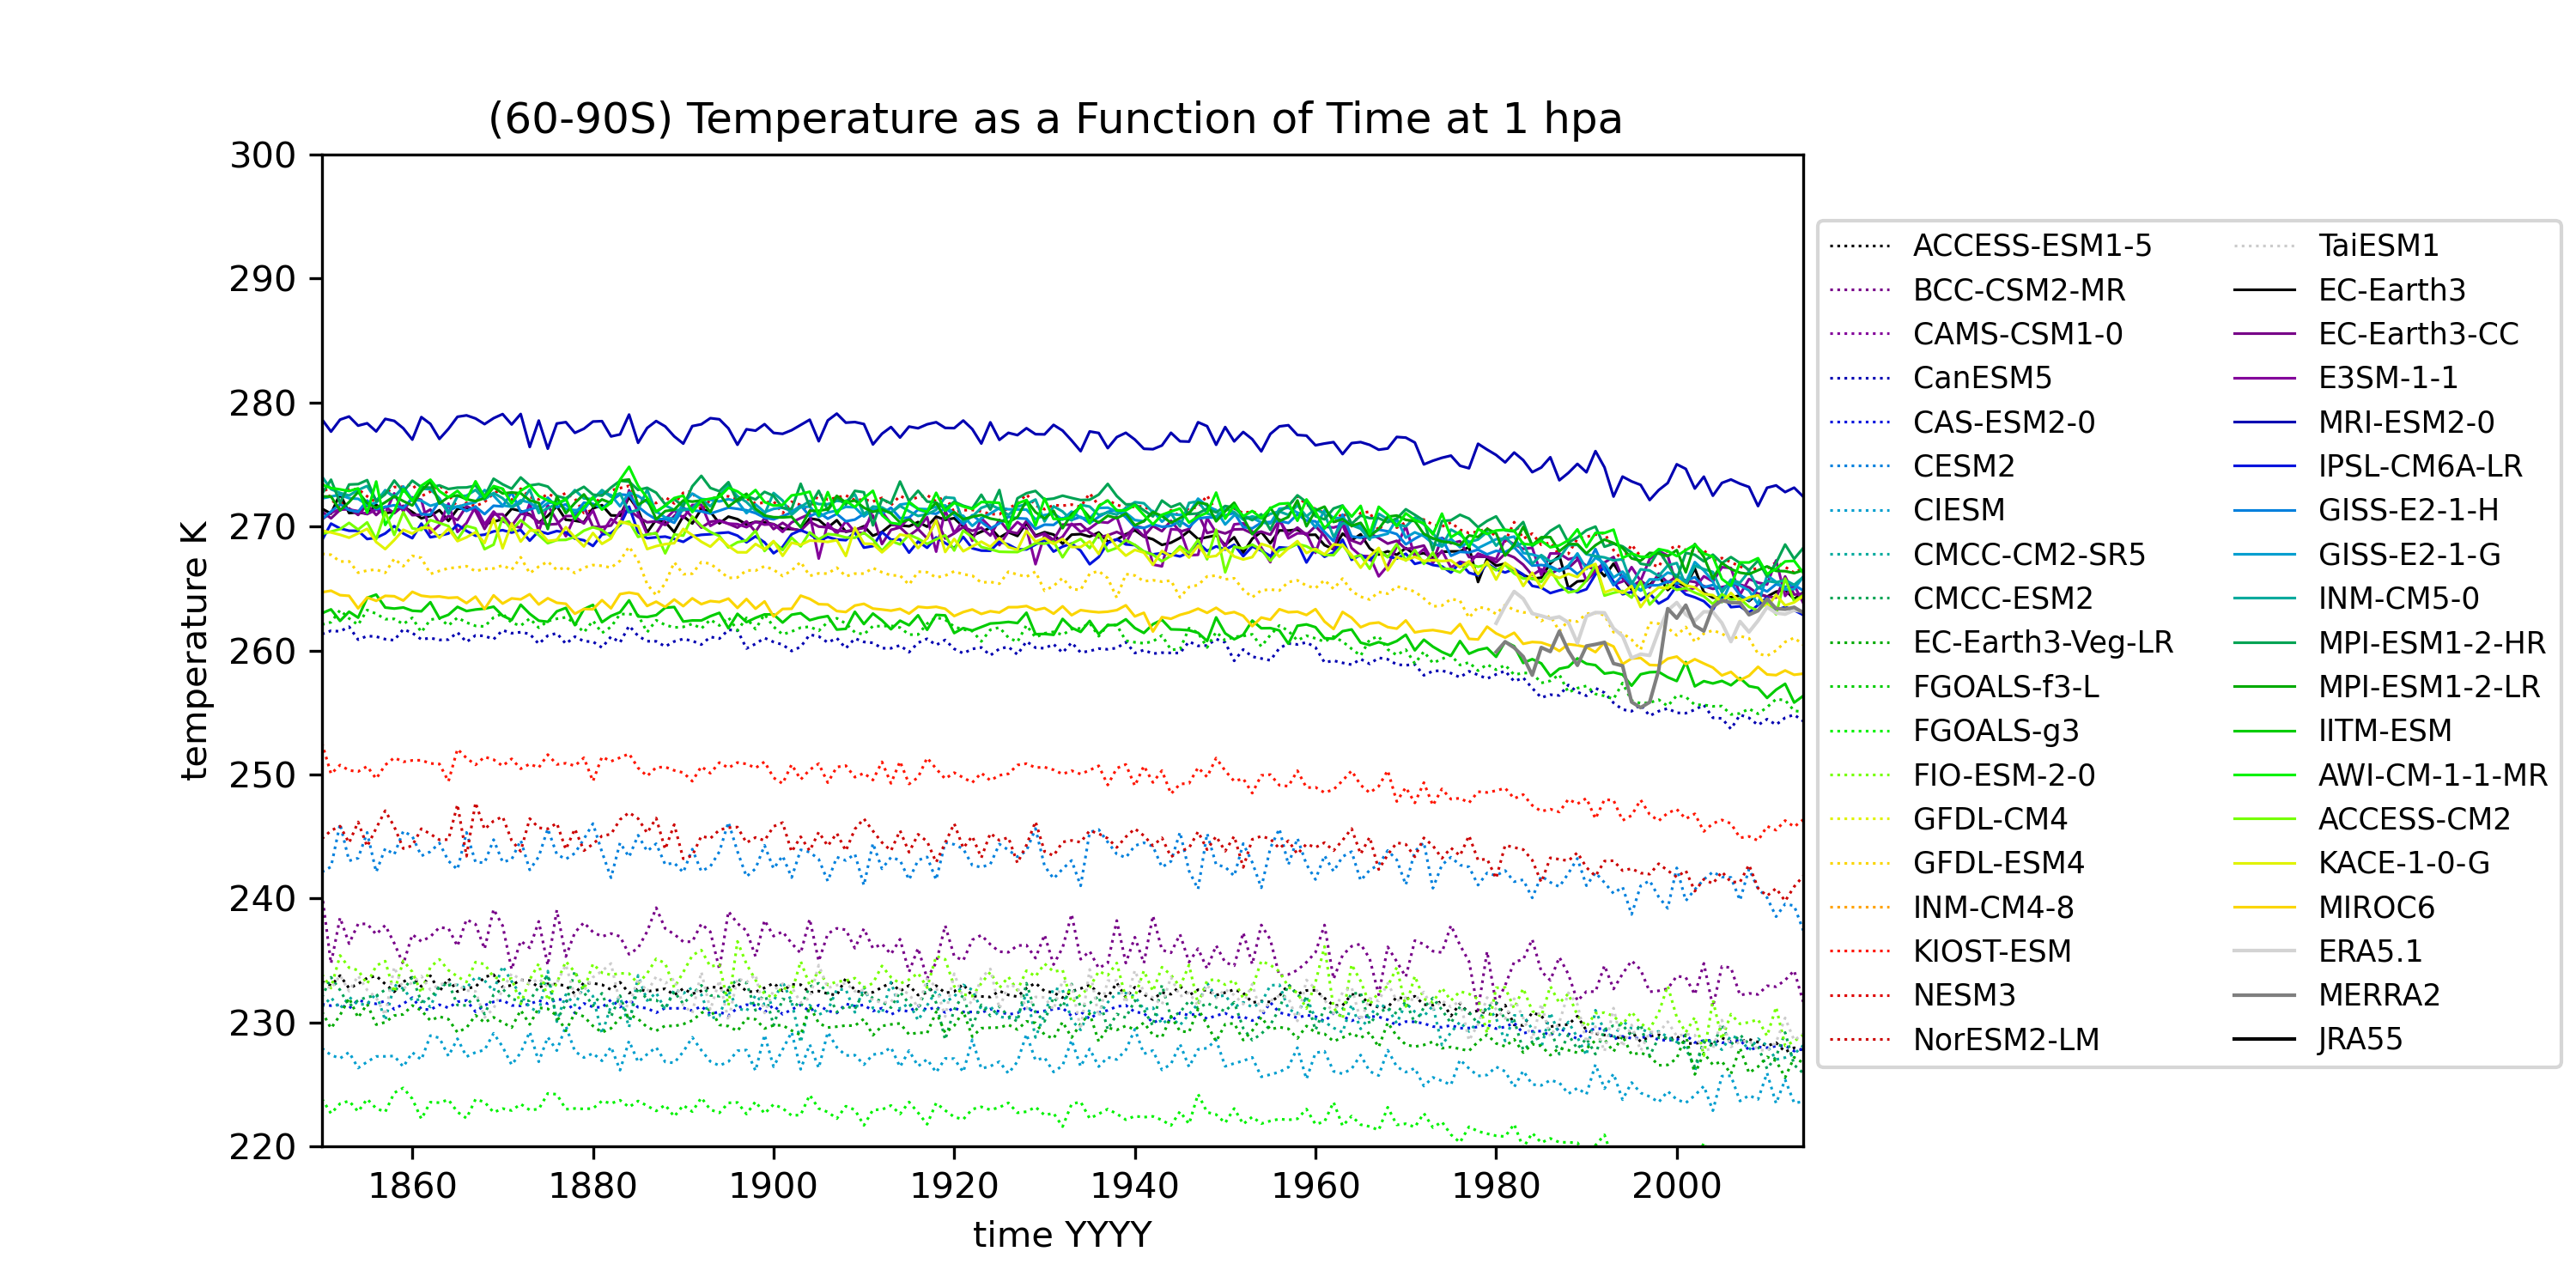 (60-90S) Temperature as a Function of Time at 1 hpa
300
290
280
270
260
250
240
230
220
temperature K
1860 1880 1900 1920 1940 1960 1980 2000
time YYYY
ACCESS-ESM1-5
BCC-CSM2-MR
CAMS-CSM1-0
CanESM5
CAS-ESM2-0
CESM2
CIESM
CMCC-CM2-SR5
CMCC-ESM2
EC-Earth3-Veg-LR
FGOALS-f3-L
FGOALS-g3
FIO-ESM-2-0
GFDL-CM4
GFDL-ESM4
INM-CM4-8
KIOST-ESM
NESM3
NorESM2-LM
TaiESM1
EC-Earth3
EC-Earth3-CC
E3SM-1-1
MRI-ESM2-0
IPSL-CM6A-LR
GISS-E2-1-H
GISS-E2-1-G
INM-CM5-0
MPI-ESM1-2-HR
MPI-ESM1-2-LR
IITM-ESM
AWI-CM-1-1-MR
ACCESS-CM2
KACE-1-0-G
MIROC6
ERA5.1
MERRA2
JRA55